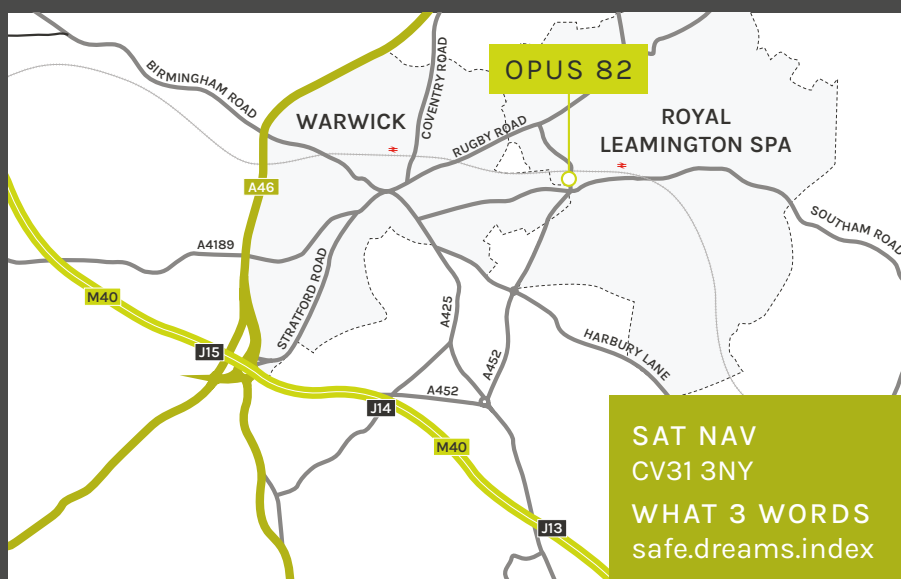 OPUS 82
BIRMINGHAM ROAD
COVENTRY ROAD
WARWICK
RUGBY ROAD
ROYAL
LEAMINGTON SPA
A46
SOUTHAM ROAD
A4189
STRATFORD ROAD
M40
A425
HARBURY LANE
J15
A452
A452
J14
M40
J13
SAT NAV
CV31 3NY
WHAT 3 WORDS
safe.dreams.index